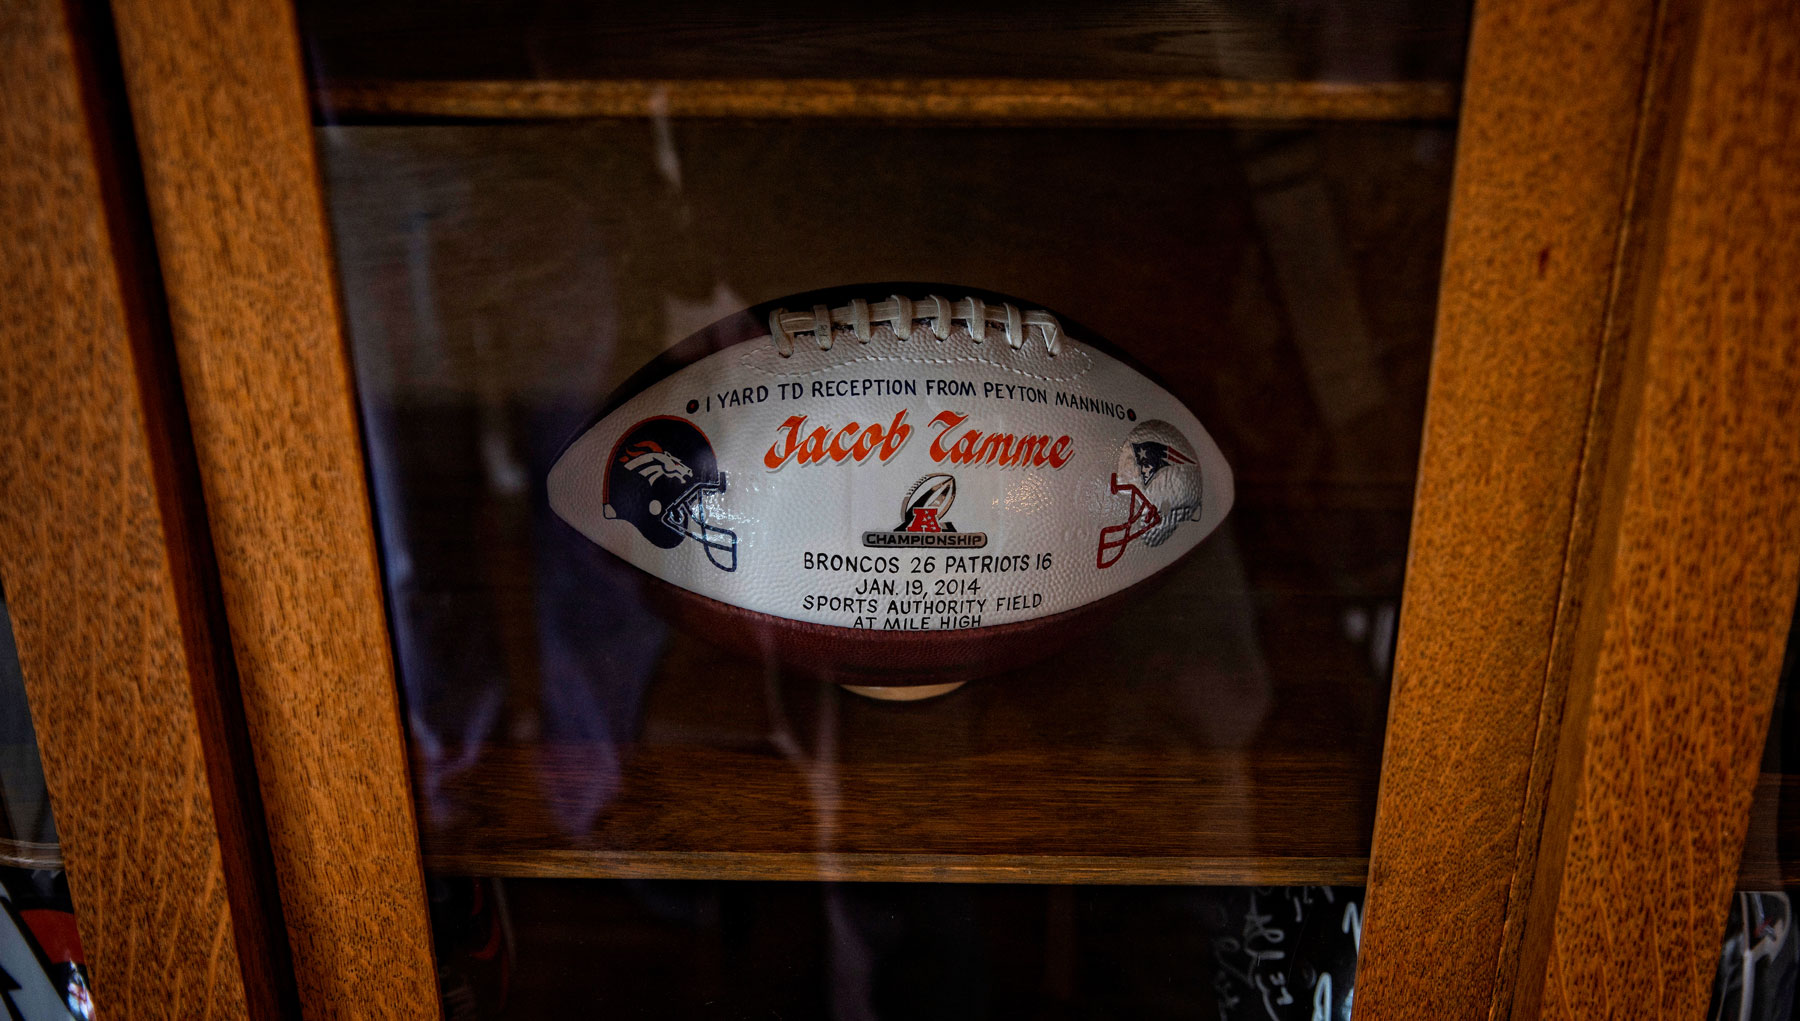 1 YARD TD RECEPTION FROM PEYTON MANNING
Jacob Tamme
CHAMPIONSHIP
BRONCOS 26 PATRIOTS 16
JAN. 19, 2014
SPORTS AUTHORITY FIELD
AT MILE HIGH